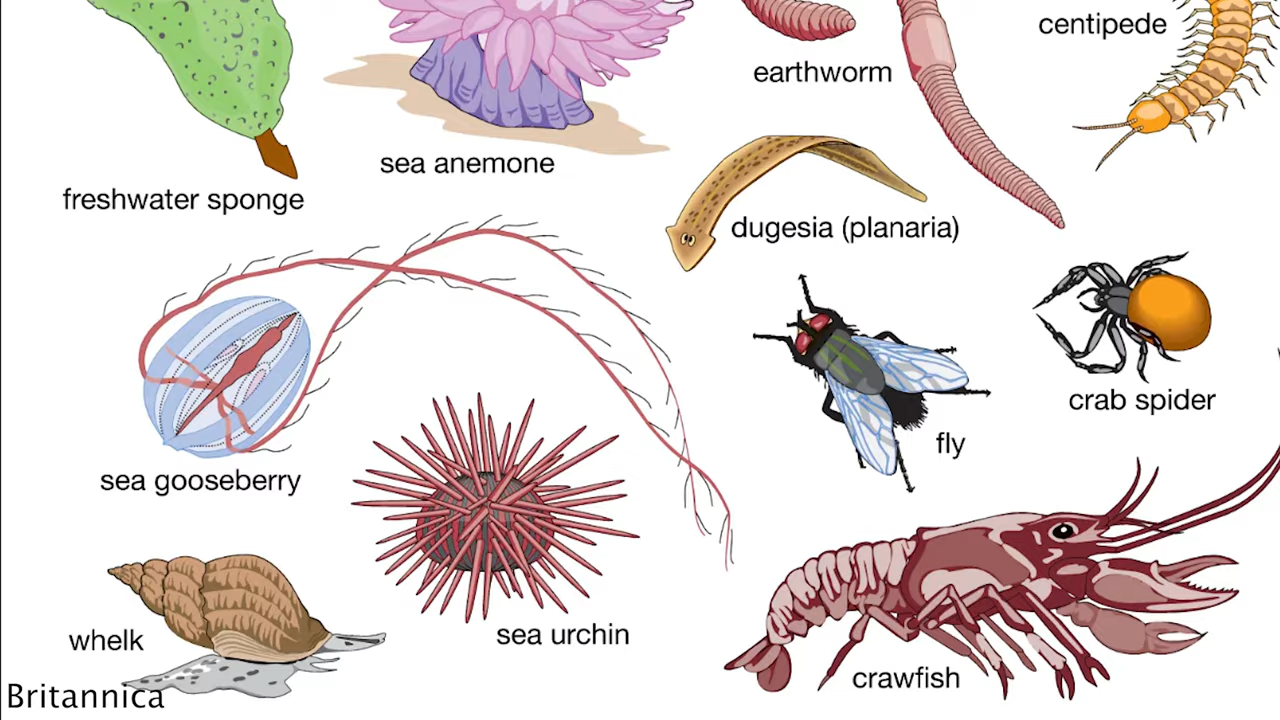 centipede
earthworm
sea anemone
freshwater sponge
dugesia (planaria)
crab spider
fly
sea gooseberry
sea urchin
whelk
crawfish
Britannica